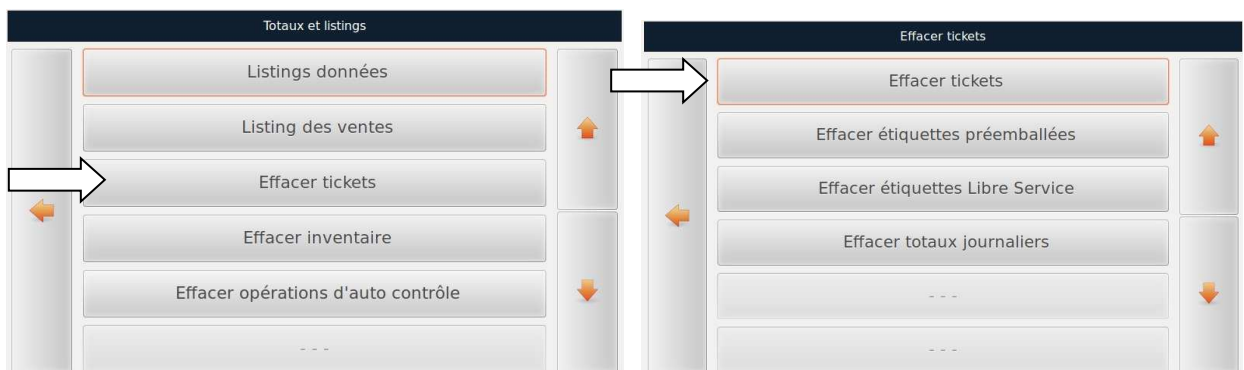 Totaux et listings
Listings données
Listing des ventes
Effacer tickets
Effacer inventaire
Effacer opérations d'auto contrôle
- - -
Effacer tickets
Effacer tickets
Effacer étiquettes préemballées
Effacer étiquettes Libre Service
Effacer totaux journaliers
- - -
- - -